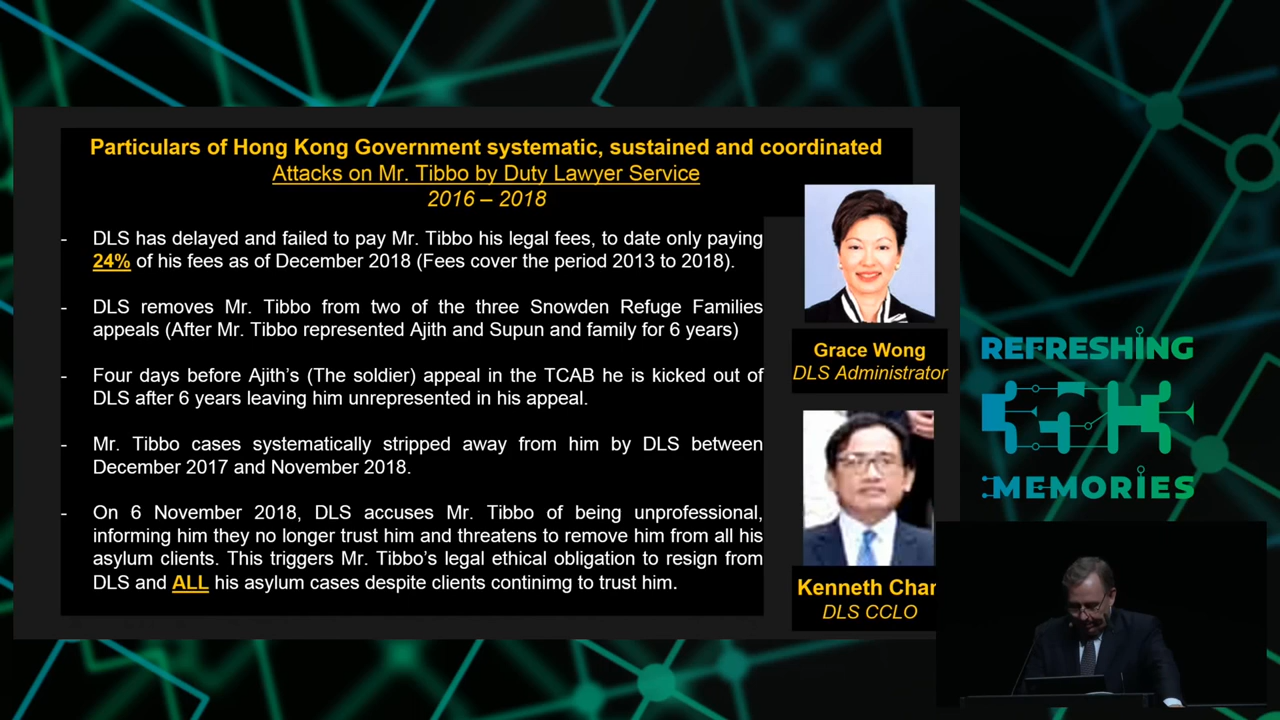 Particulars of Hong Kong Government systematic, sustained and coordinated
Attacks on Mr. Tibbo by Duty Lawyer Service
2016 – 2018
- DLS has delayed and failed to pay Mr. Tibbo his legal fees, to date only paying
24% of his fees as of December 2018 (Fees cover the period 2013 to 2018).
- DLS removes Mr. Tibbo from two of the three Snowden Refuge Families
appeals (After Mr. Tibbo represented Ajith and Supun and family for 6 years)
- Four days before Ajith's (The soldier) appeal in the TCAB he is kicked out of
DLS after 6 years leaving him unrepresented in his appeal.
- Mr. Tibbo cases systematically stripped away from him by DLS between
December 2017 and November 2018.
- On 6 November 2018, DLS accuses Mr. Tibbo of being unprofessional,
informing him they no longer trust him and threatens to remove him from all his
asylum clients. This triggers Mr. Tibbo's legal ethical obligation to resign from
DLS and ALL his asylum cases despite clients continimg to trust him.
Grace Wong
DLS Administrator
Kenneth Chan
DLS CCLO
REFRESHING
MEMORIES